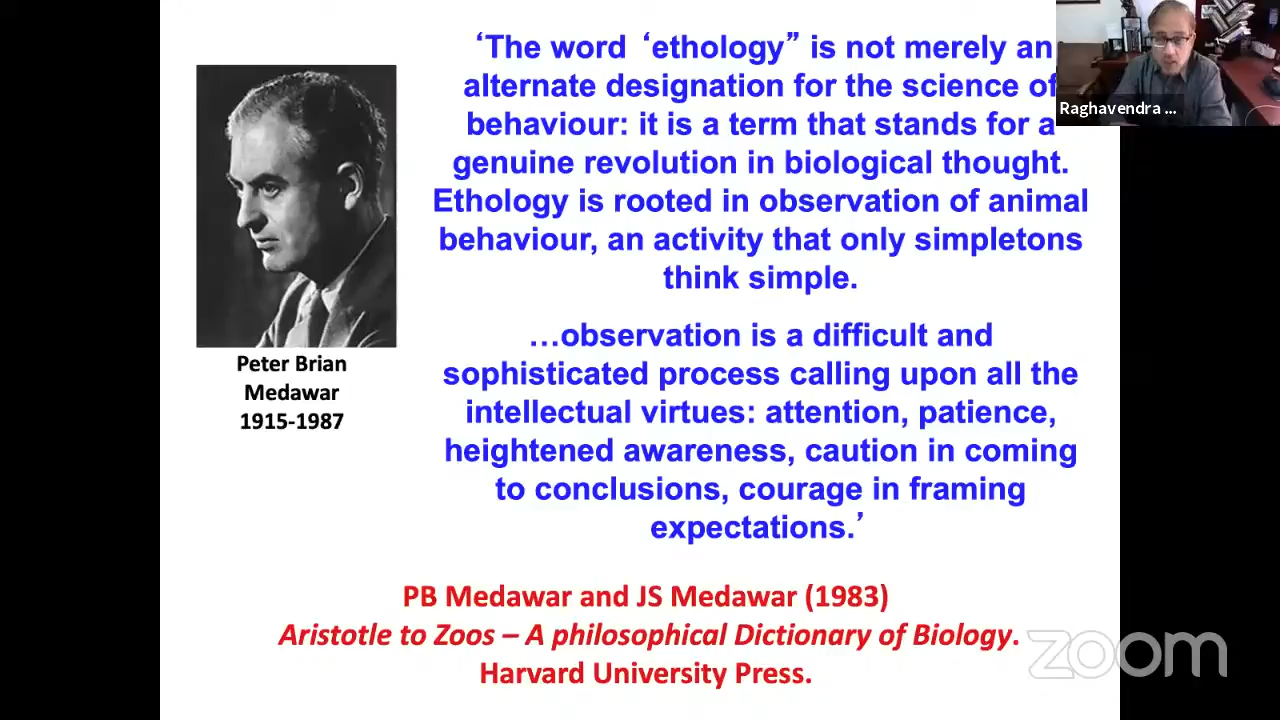 ‘The word ‘ethology” is not merely an
alternate designation for the science of
behaviour: it is a term that stands for a
genuine revolution in biological thought.
Ethology is rooted in observation of animal
behaviour, an activity that only simpletons
think simple.
…observation is a difficult and
sophisticated process calling upon all the
intellectual virtues: attention, patience,
heightened awareness, caution in coming
to conclusions, courage in framing
expectations.’
Peter Brian
Medawar
1915-1987
PB Medawar and JS Medawar (1983)
Aristotle to Zoos – A philosophical Dictionary of Biology.
Harvard University Press.
Raghavendra ...
zoom